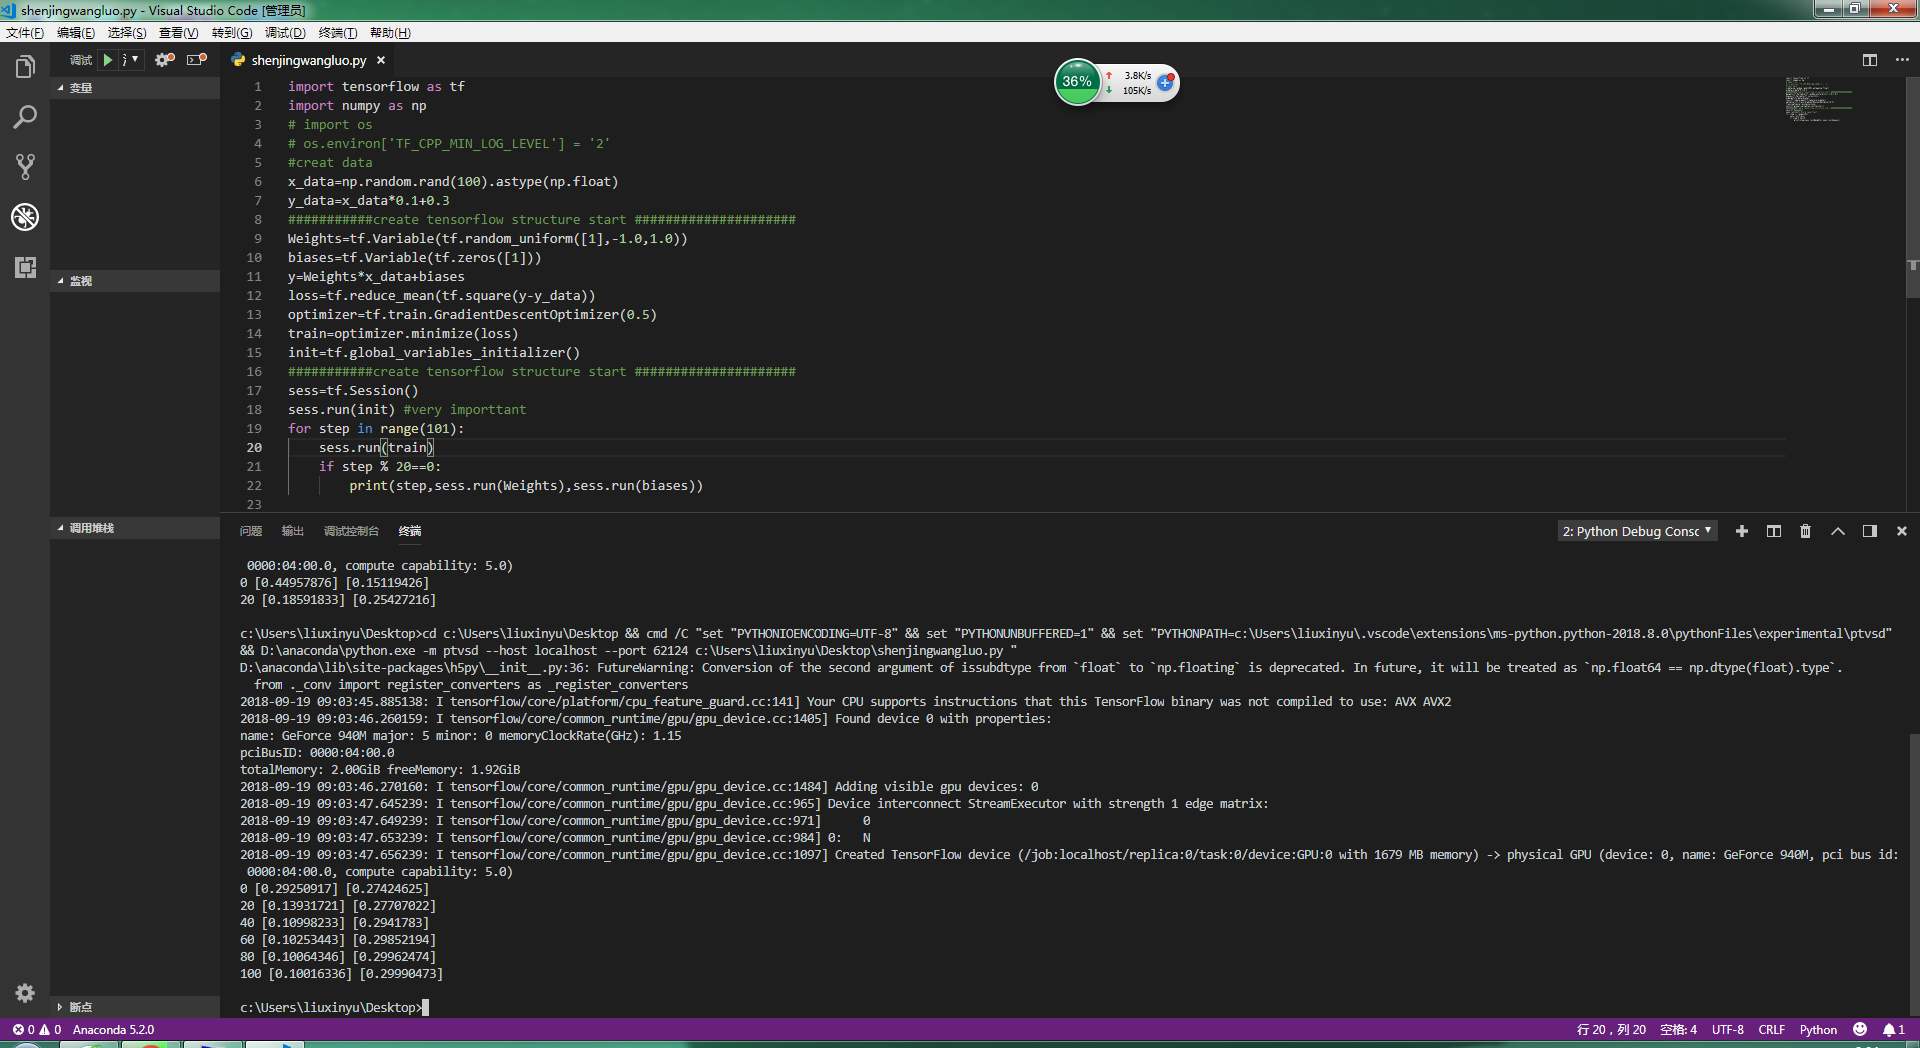 shenjingwangluo.py - Visual Studio Code [管理员]
文件(F) 编辑(E) 选择(S) 查看(V) 转到(G) 调试(D) 终端(T) 帮助(H)
调试
shenjingwangluo.py ×
36%
3.8K/s
105K/s
变量
监视
调用堆栈
断点
1 import tensorflow as tf
2 import numpy as np
3 # import os
4 # os.environ['TF_CPP_MIN_LOG_LEVEL'] = '2'
5 #creat data
6 x_data=np.random.rand(100).astype(np.float)
7 y_data=x_data*0.1+0.3
8 ###########create tensorflow structure start #####################
9 Weights=tf.Variable(tf.random_uniform([1],-1.0,1.0))
10 biases=tf.Variable(tf.zeros([1]))
11 y=Weights*x_data+biases
12 loss=tf.reduce_mean(tf.square(y-y_data))
13 optimizer=tf.train.GradientDescentOptimizer(0.5)
14 train=optimizer.minimize(loss)
15 init=tf.global_variables_initializer()
16 ###########create tensorflow structure start #####################
17 sess=tf.Session()
18 sess.run(init) #very importtant
19 for step in range(101):
20 sess.run(train)
21 if step % 20==0:
22 print(step,sess.run(Weights),sess.run(biases))
23
问题 输出 调试控制台 终端
2: Python Debug Consc
0000:04:00.0, compute capability: 5.0)
0 [0.44957876] [0.15119426]
20 [0.18591833] [0.25427216]
c:\Users\liuxinyu\Desktop>cd c:\Users\liuxinyu\Desktop && cmd /C "set "PYTHONIOENCODING=UTF-8" && set "PYTHONUNBUFFERED=1" && set "PYTHONPATH=c:\Users\liuxinyu\.vscode\extensions\ms-python.python-2018.8.0\pythonFiles\experimental\ptvsd"
&& D:\anaconda\python.exe -m ptvsd --host localhost --port 62124 c:\Users\liuxinyu\Desktop\shenjingwangluo.py "
D:\anaconda\lib\site-packages\h5py\__init__.py:36: FutureWarning: Conversion of the second argument of issubdtype from `float` to `np.floating` is deprecated. In future, it will be treated as `np.float64 == np.dtype(float).type`.
from ._conv import register_converters as _register_converters
2018-09-19 09:03:45.885138: I tensorflow/core/platform/cpu_feature_guard.cc:141] Your CPU supports instructions that this TensorFlow binary was not compiled to use: AVX AVX2
2018-09-19 09:03:46.260159: I tensorflow/core/common_runtime/gpu/gpu_device.cc:1405] Found device 0 with properties:
name: GeForce 940M major: 5 minor: 0 memoryClockRate(GHz): 1.15
pciBusID: 0000:04:00.0
totalMemory: 2.00GiB freeMemory: 1.92GiB
2018-09-19 09:03:46.270160: I tensorflow/core/common_runtime/gpu/gpu_device.cc:1484] Adding visible gpu devices: 0
2018-09-19 09:03:47.645239: I tensorflow/core/common_runtime/gpu/gpu_device.cc:965] Device interconnect StreamExecutor with strength 1 edge matrix:
2018-09-19 09:03:47.649239: I tensorflow/core/common_runtime/gpu/gpu_device.cc:971] 0
2018-09-19 09:03:47.653239: I tensorflow/core/common_runtime/gpu/gpu_device.cc:984] 0: N
2018-09-19 09:03:47.656239: I tensorflow/core/common_runtime/gpu/gpu_device.cc:1097] Created TensorFlow device (/job:localhost/replica:0/task:0/device:GPU:0 with 1679 MB memory) -> physical GPU (device: 0, name: GeForce 940M, pci bus id:
0000:04:00.0, compute capability: 5.0)
0 [0.29250917] [0.27424625]
20 [0.13931721] [0.27707022]
40 [0.10998233] [0.2941783]
60 [0.10253443] [0.29852194]
80 [0.10064346] [0.29962474]
100 [0.10016336] [0.29990473]
c:\Users\liuxinyu\Desktop>
0 0 Anaconda 5.2.0 行 20，列 20 空格: 4 UTF-8 CRLF Python 1